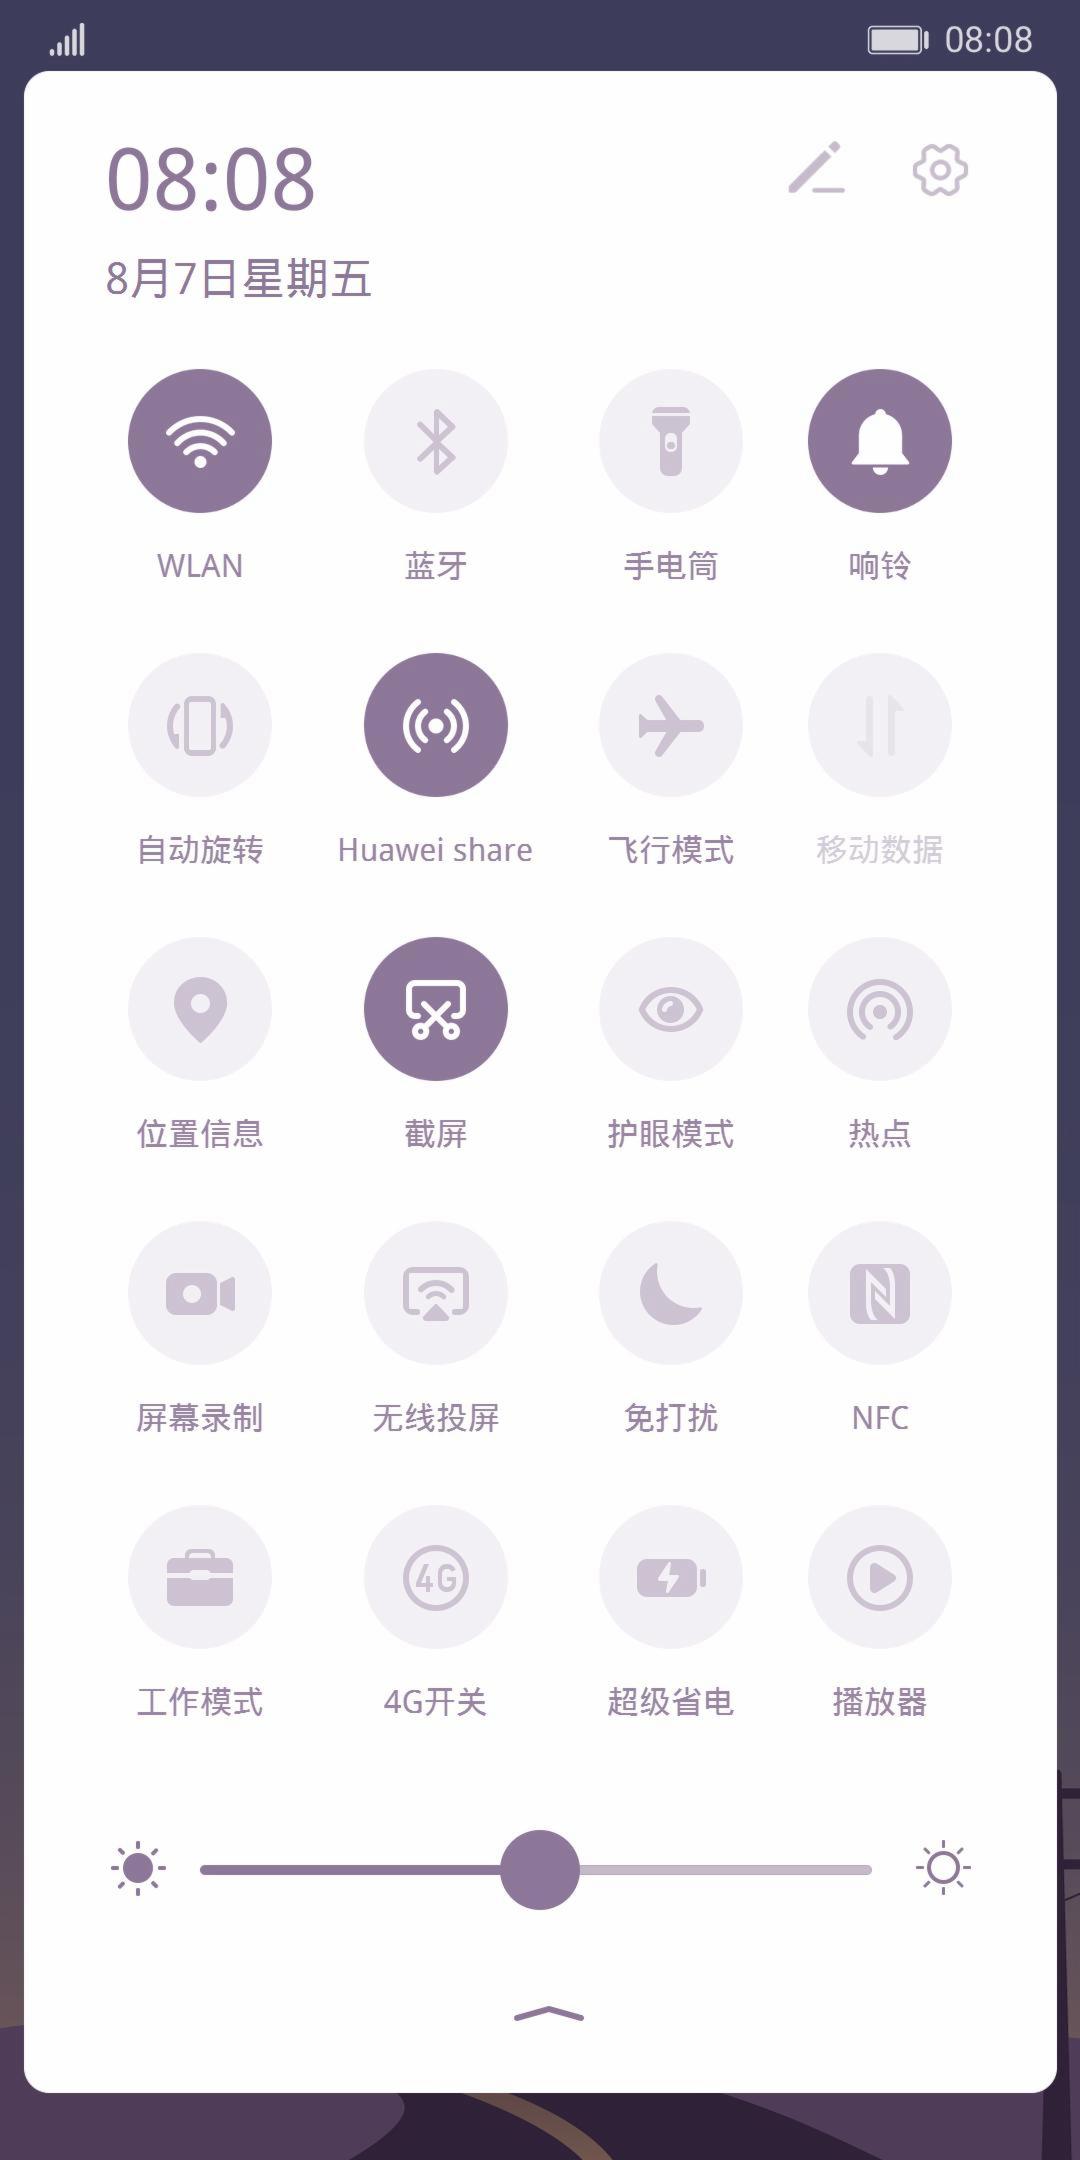 08:08
08:08
8月7日星期五
WLAN
蓝牙
手电筒
响铃
自动旋转
Huawei share
飞行模式
移动数据
位置信息
截屏
护眼模式
热点
屏幕录制
无线投屏
免打扰
NFC
4G
工作模式
4G开关
超级省电
播放器